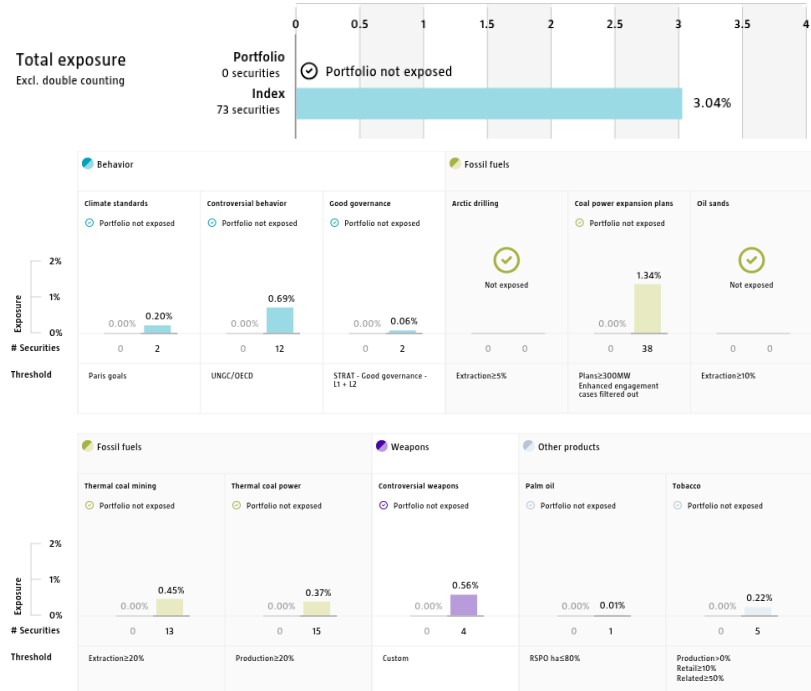 0 0.5 1 1.5 2 2.5 3 3.5 4
Total exposure
Excl. double counting
Portfolio
0 securities
Portfolio not exposed
Index
73 securities
3.04%
Behavior
Fossil fuels
Climate standards
Controversial behavior
Good governance
Arctic drilling
Coal power expansion plans
Oil sands
Portfolio not exposed
Portfolio not exposed
Portfolio not exposed
Portfolio not exposed
Not exposed
Not exposed
Exposure
2%
1%
0%
0.00% 0.20%
0.00% 0.69%
0.00% 0.06%
0.00% 1.34%
# Securities
0 2
0 12
0 2
0 0
0 38
0 0
Threshold
Paris goals
UNGC/OECD
STRAT - Good governance -
L1 + L2
Extraction≥5%
Plans≥300MW
Enhanced engagement
cases filtered out
Extraction≥10%
Fossil fuels
Weapons
Other products
Thermal coal mining
Thermal coal power
Controversial weapons
Palm oil
Tobacco
Portfolio not exposed
Portfolio not exposed
Portfolio not exposed
Portfolio not exposed
Portfolio not exposed
Exposure
2%
1%
0%
0.00% 0.45%
0.00% 0.37%
0.00% 0.56%
0.00% 0.01%
0.00% 0.22%
# Securities
0 13
0 15
0 4
0 1
0 5
Threshold
Extraction≥20%
Production≥20%
Custom
RSPO ha≤80%
Production>0%
Retail≥10%
Related≥50%